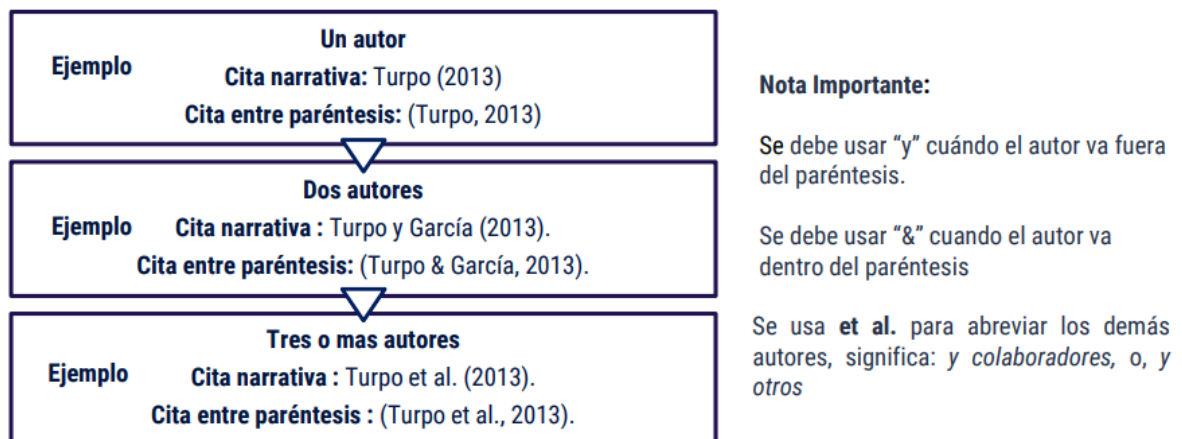 Un autor
Ejemplo
Cita narrativa: Turpo (2013)
Cita entre paréntesis: (Turpo, 2013)
Dos autores
Ejemplo
Cita narrativa : Turpo y García (2013).
Cita entre paréntesis: (Turpo & García, 2013).
Tres o mas autores
Ejemplo
Cita narrativa : Turpo et al. (2013).
Cita entre paréntesis : (Turpo et al., 2013).
Nota Importante:
Se debe usar “y” cuándo el autor va fuera
del paréntesis.
Se debe usar “&” cuando el autor va
dentro del paréntesis
Se usa et al. para abreviar los demás
autores, significa: y colaboradores, o, y
otros